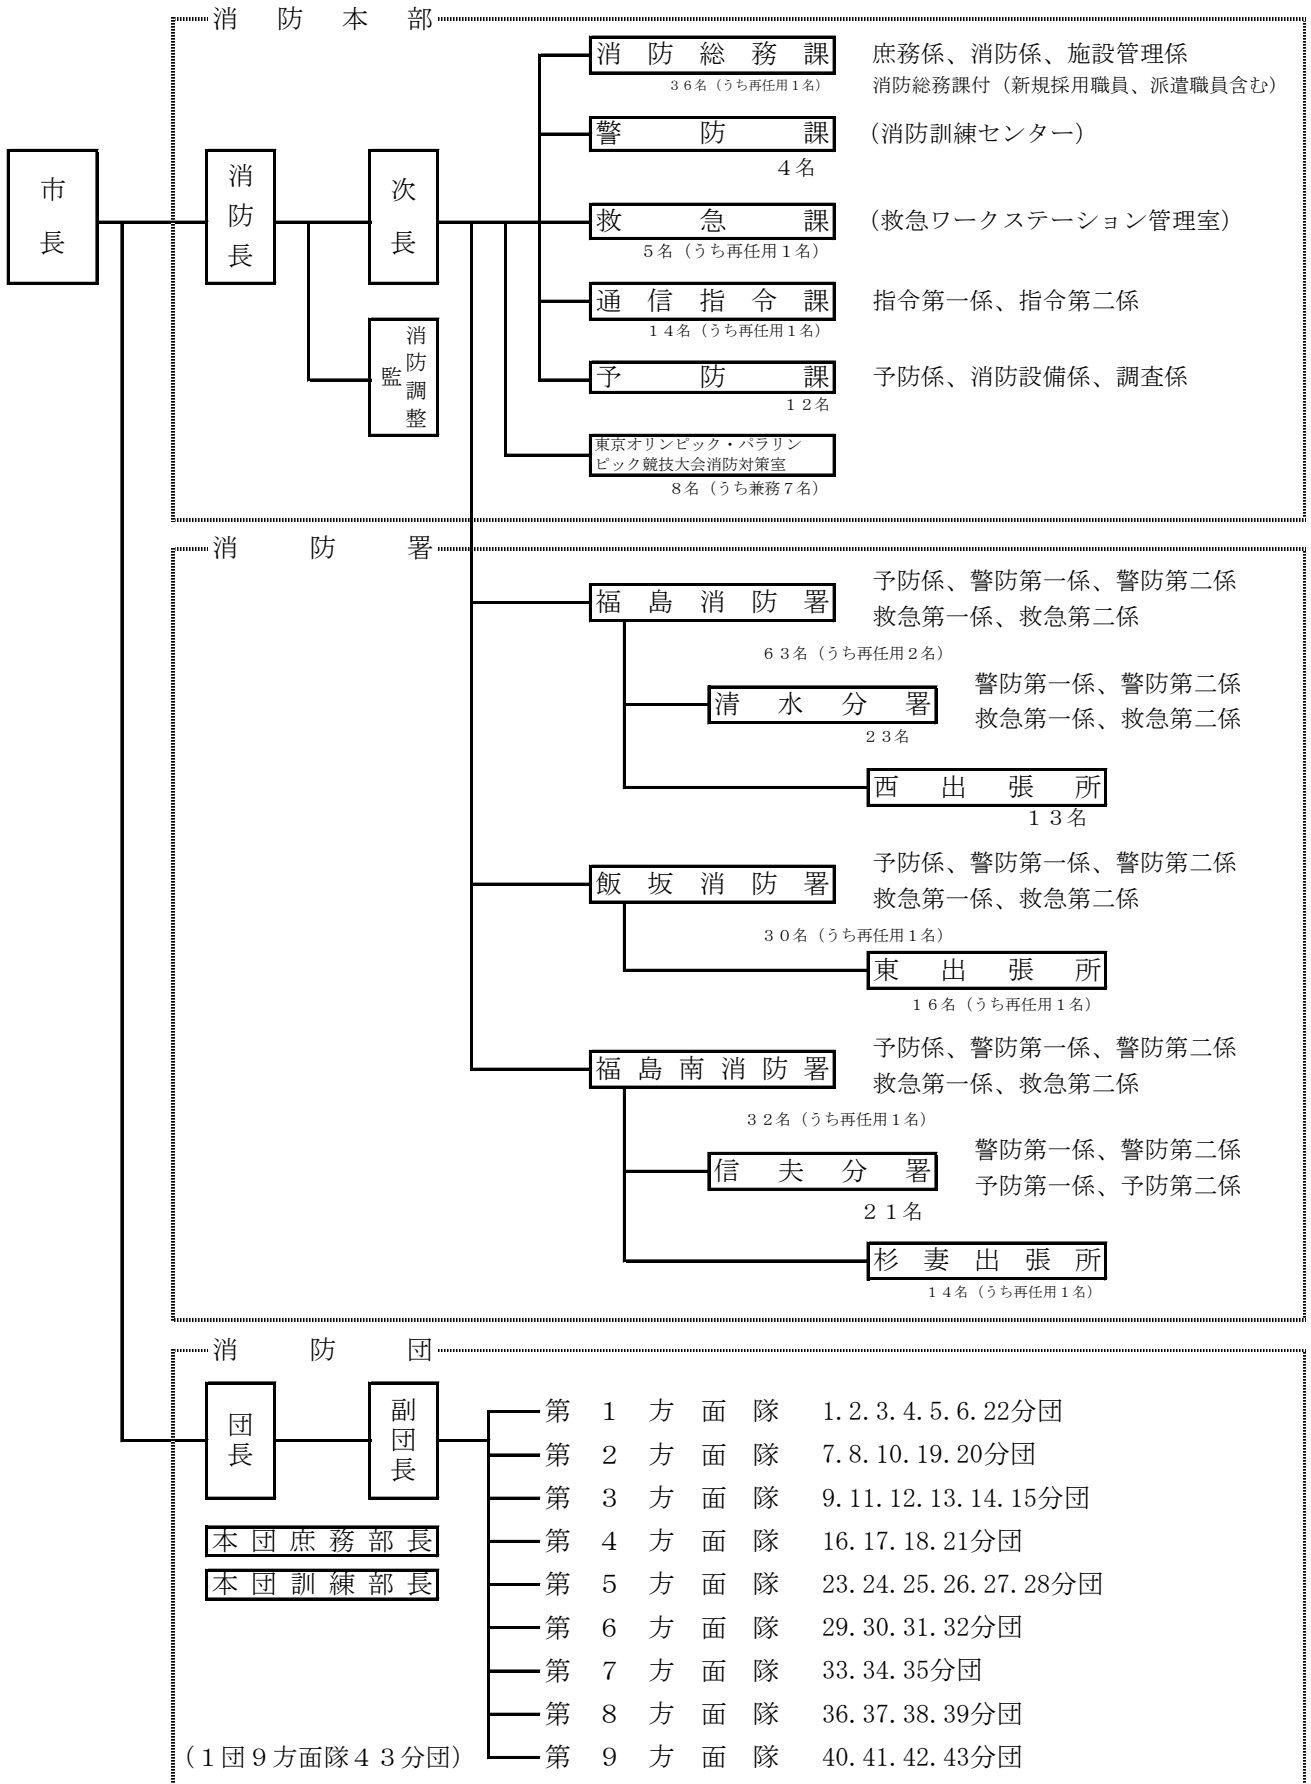 消防本部
消防総務課
36名（うち再任用1名）
庶務係、消防係、施設管理係
消防総務課付（新規採用職員、派遣職員含む）
警防課
4名
(消防訓練センター)
市長
消防長
次長
救急課
5名（うち再任用1名）
(救急ワークステーション管理室)
通信指令課
14名（うち再任用1名）
指令第一係、指令第二係
消防調整監
予防課
12名
予防係、消防設備係、調査係
東京オリンピック・パラリン
ピック競技大会消防対策室
8名（うち兼務7名）
消防署
福島消防署
63名（うち再任用2名）
予防係、警防第一係、警防第二係
救急第一係、救急第二係
清水分署
23名
警防第一係、警防第二係
救急第一係、救急第二係
西出張所
13名
飯坂消防署
30名（うち再任用1名）
予防係、警防第一係、警防第二係
救急第一係、救急第二係
東出張所
16名（うち再任用1名）
福島南消防署
32名（うち再任用1名）
予防係、警防第一係、警防第二係
救急第一係、救急第二係
信夫分署
21名
警防第一係、警防第二係
予防第一係、予防第二係
杉妻出張所
14名（うち再任用1名）
消防団
団長
副団長
本団庶務部長
本団訓練部長
第1方面隊 1.2.3.4.5.6.22分団
第2方面隊 7.8.10.19.20分団
第3方面隊 9.11.12.13.14.15分団
第4方面隊 16.17.18.21分団
第5方面隊 23.24.25.26.27.28分団
第6方面隊 29.30.31.32分団
第7方面隊 33.34.35分団
第8方面隊 36.37.38.39分団
第9方面隊 40.41.42.43分団
（1団9方面隊43分団）